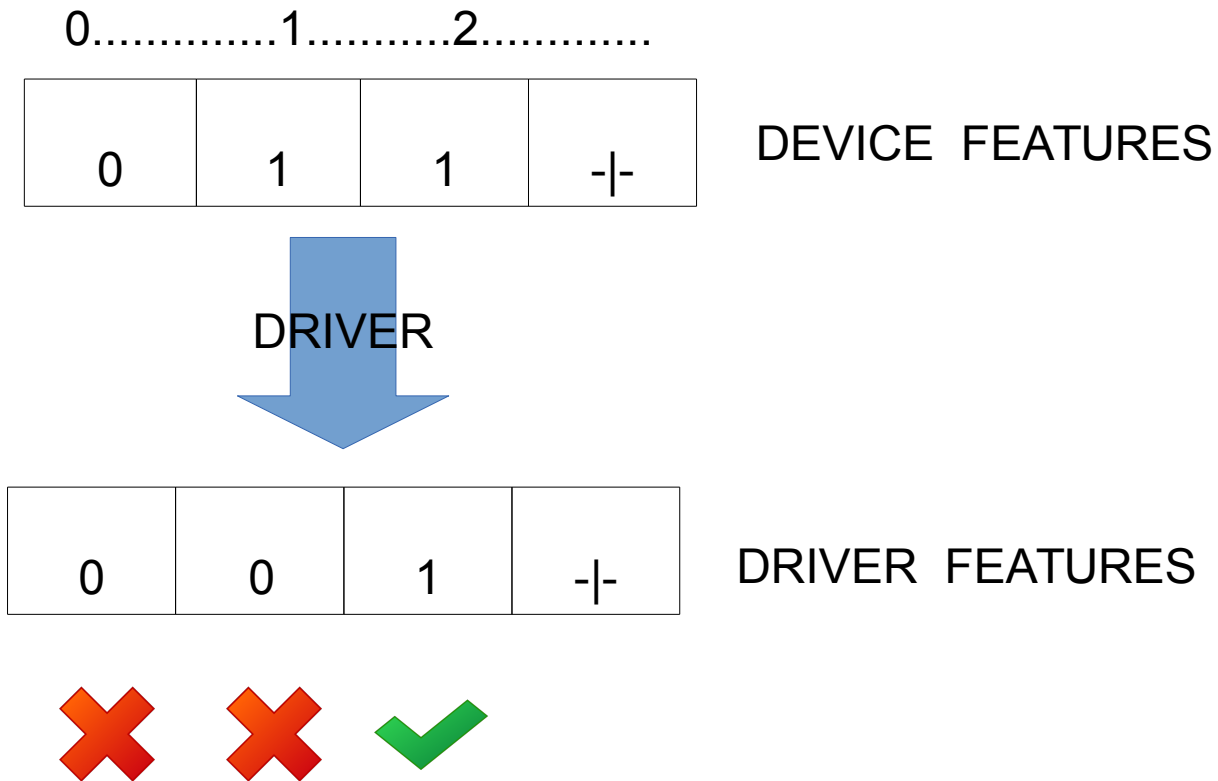 0..............1...........2.............
0 1 1 -|-
DEVICE FEATURES
DRIVER
0 0 1 -|-
DRIVER FEATURES